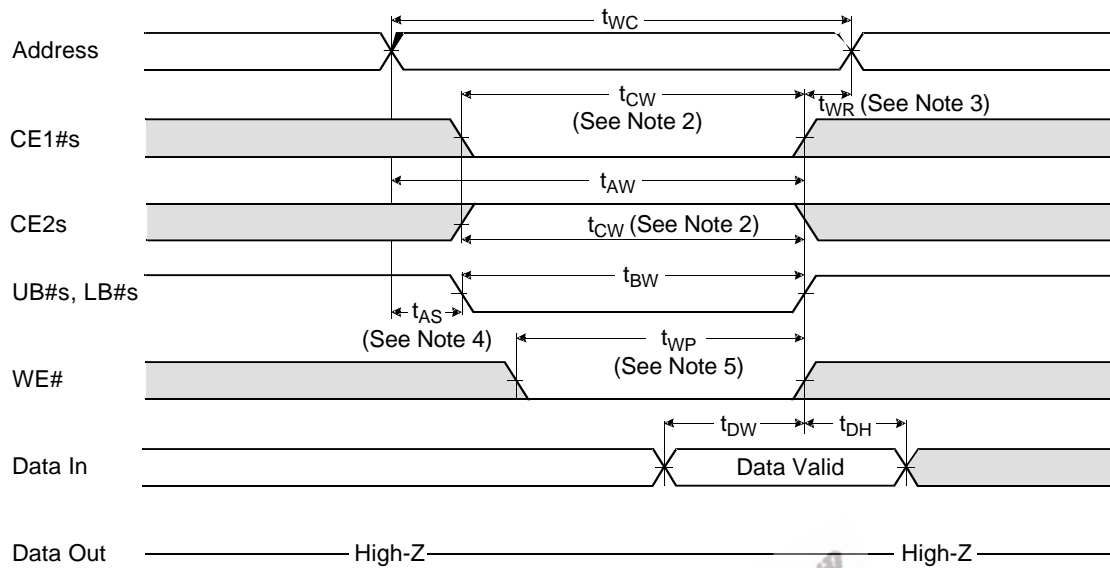 tWC
Address
tCW
(See Note 2)
tWR (See Note 3)
CE1#s
tAW
CE2s
tCW (See Note 2)
UB#s, LB#s
tBW
tAS
(See Note 4)
tWP
(See Note 5)
WE#
tDW
tDH
Data In
Data Valid
Data Out
High-Z
High-Z